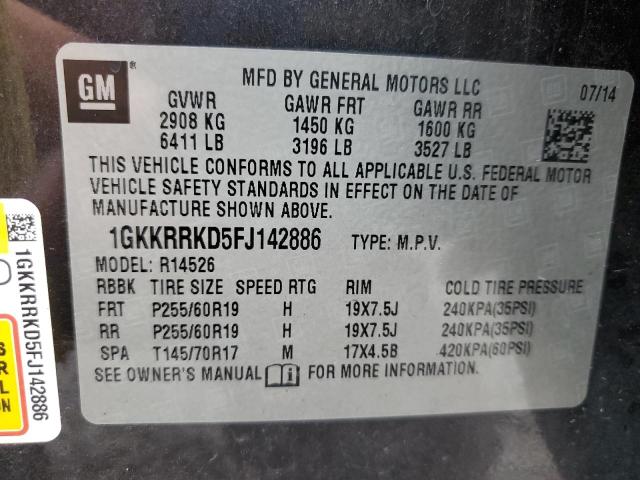 GM
®
MFD BY GENERAL MOTORS LLC
07/14
GVWR GAWR FRT GAWR RR
2908 KG 1450 KG 1600 KG
6411 LB 3196 LB 3527 LB
THIS VEHICLE CONFORMS TO ALL APPLICABLE U.S. FEDERAL MOTOR
VEHICLE SAFETY STANDARDS IN EFFECT ON THE DATE OF
MANUFACTURE SHOWN ABOVE.
1GKKRRKD5FJ142886 TYPE: M.P.V.
MODEL: R14526
RBBK TIRE SIZE SPEED RTG RIM COLD TIRE PRESSURE
FRT P255/60R19 H 19X7.5J 240KPA(35PSI)
RR P255/60R19 H 19X7.5J 240KPA(35PSI)
SPA T145/70R17 M 17X4.5B 420KPA(60PSI)
SEE OWNER'S MANUAL FOR MORE INFORMATION.
1GKKRRKD5FJ142886